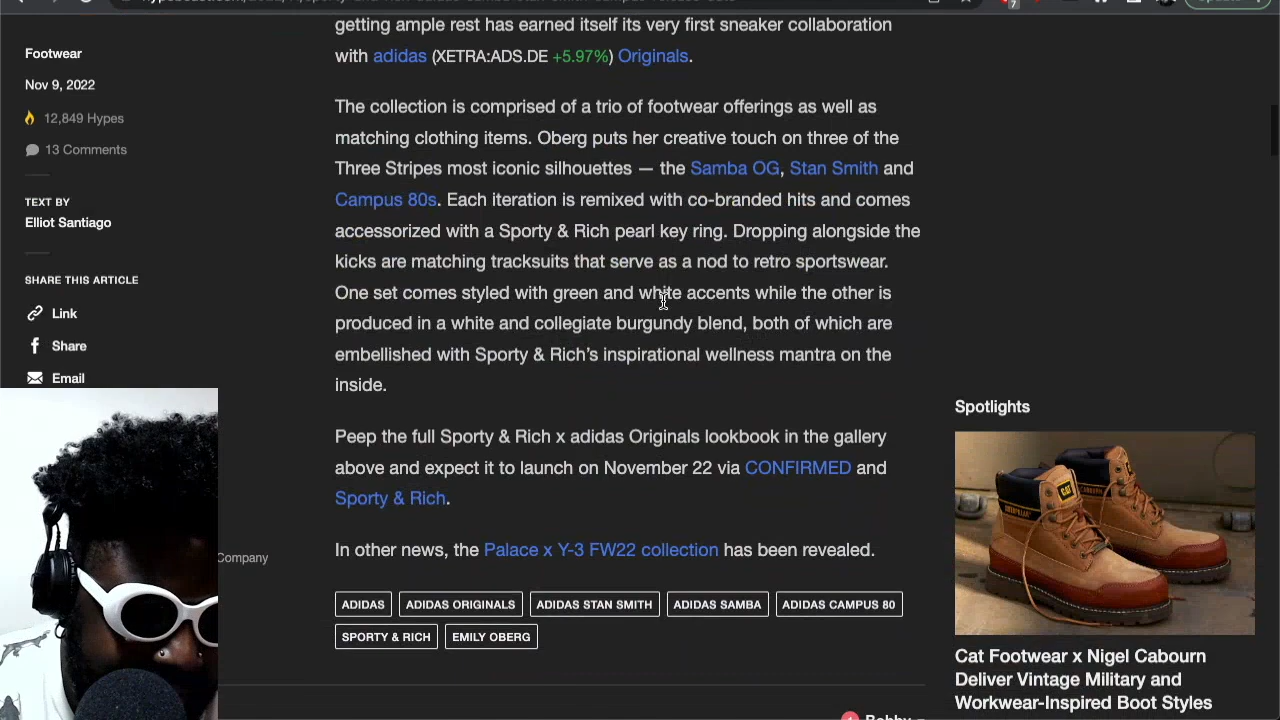 getting ample rest has earned itself its very first sneaker collaboration
with adidas (XETRA:ADS.DE +5.97%) Originals.
Footwear
Nov 9, 2022
12,849 Hypes
13 Comments
TEXT BY
Elliot Santiago
SHARE THIS ARTICLE
Link
Share
Email
Company
The collection is comprised of a trio of footwear offerings as well as
matching clothing items. Oberg puts her creative touch on three of the
Three Stripes most iconic silhouettes — the Samba OG, Stan Smith and
Campus 80s. Each iteration is remixed with co-branded hits and comes
accessorized with a Sporty & Rich pearl key ring. Dropping alongside the
kicks are matching tracksuits that serve as a nod to retro sportswear.
One set comes styled with green and white accents while the other is
produced in a white and collegiate burgundy blend, both of which are
embellished with Sporty & Rich’s inspirational wellness mantra on the
inside.
Peep the full Sporty & Rich x adidas Originals lookbook in the gallery
above and expect it to launch on November 22 via CONFIRMED and
Sporty & Rich.
In other news, the Palace x Y-3 FW22 collection has been revealed.
ADIDAS
ADIDAS ORIGINALS
ADIDAS STAN SMITH
ADIDAS SAMBA
ADIDAS CAMPUS 80
SPORTY & RICH
EMILY OBERG
Spotlights
CAT
Cat Footwear x Nigel Cabourn
Deliver Vintage Military and
Workwear-Inspired Boot Styles